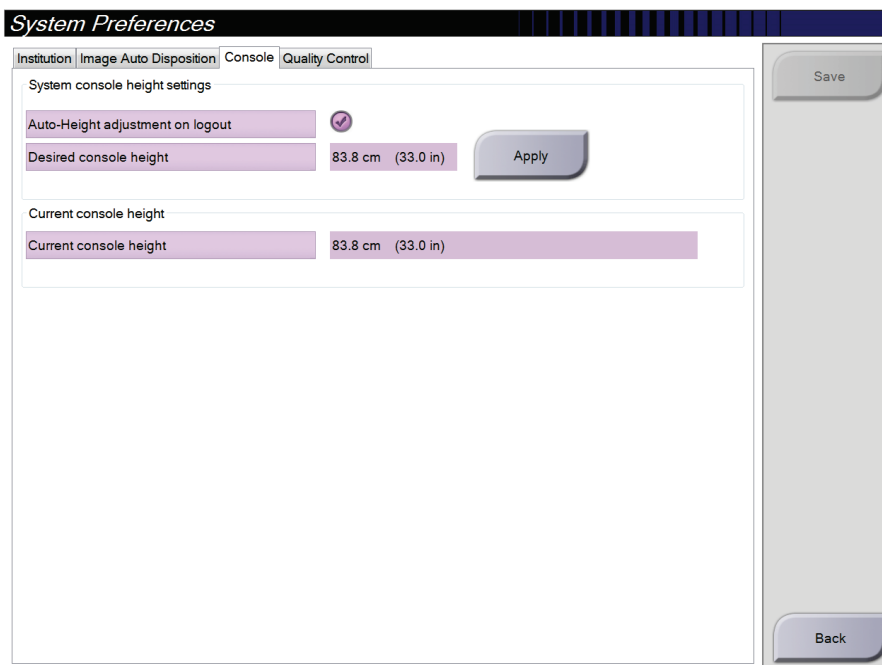 System Preferences
Institution Image Auto Disposition Console Quality Control
Save
System console height settings
Auto-Height adjustment on logout
Desired console height 83.8 cm (33.0 in) Apply
Current console height
Current console height 83.8 cm (33.0 in)
Back